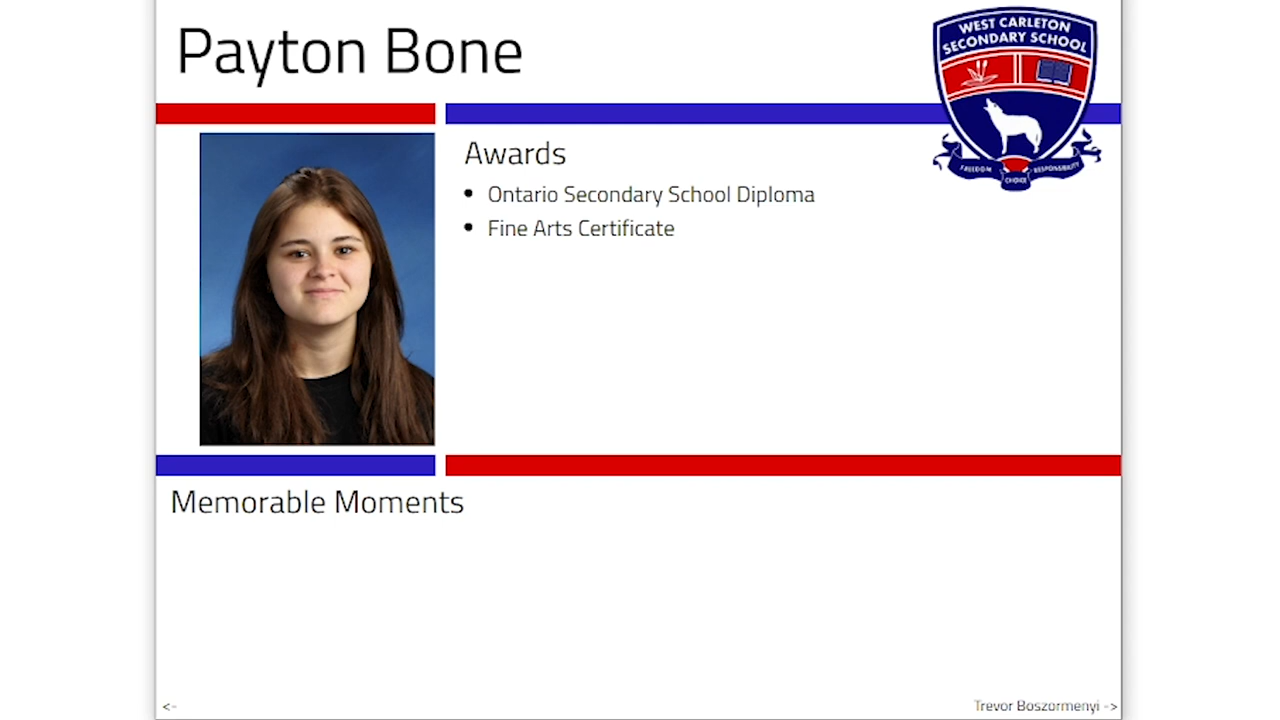 Payton Bone
WEST CARLETON
SECONDARY SCHOOL
FREEDOM
CHOICE
RESPONSIBILITY
Awards
• Ontario Secondary School Diploma
• Fine Arts Certificate
Memorable Moments
<-
Trevor Boszormenyi ->